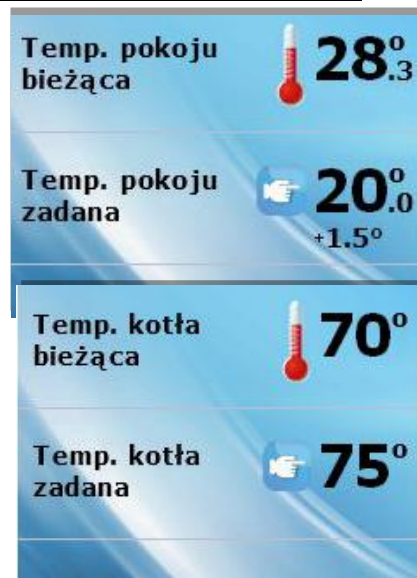 Temp. pokoju
bieżąca
28°.3
Temp. pokoju
zadana
20°.0
+1.5°
Temp. kotła
bieżąca
70°
Temp. kotła
zadana
75°